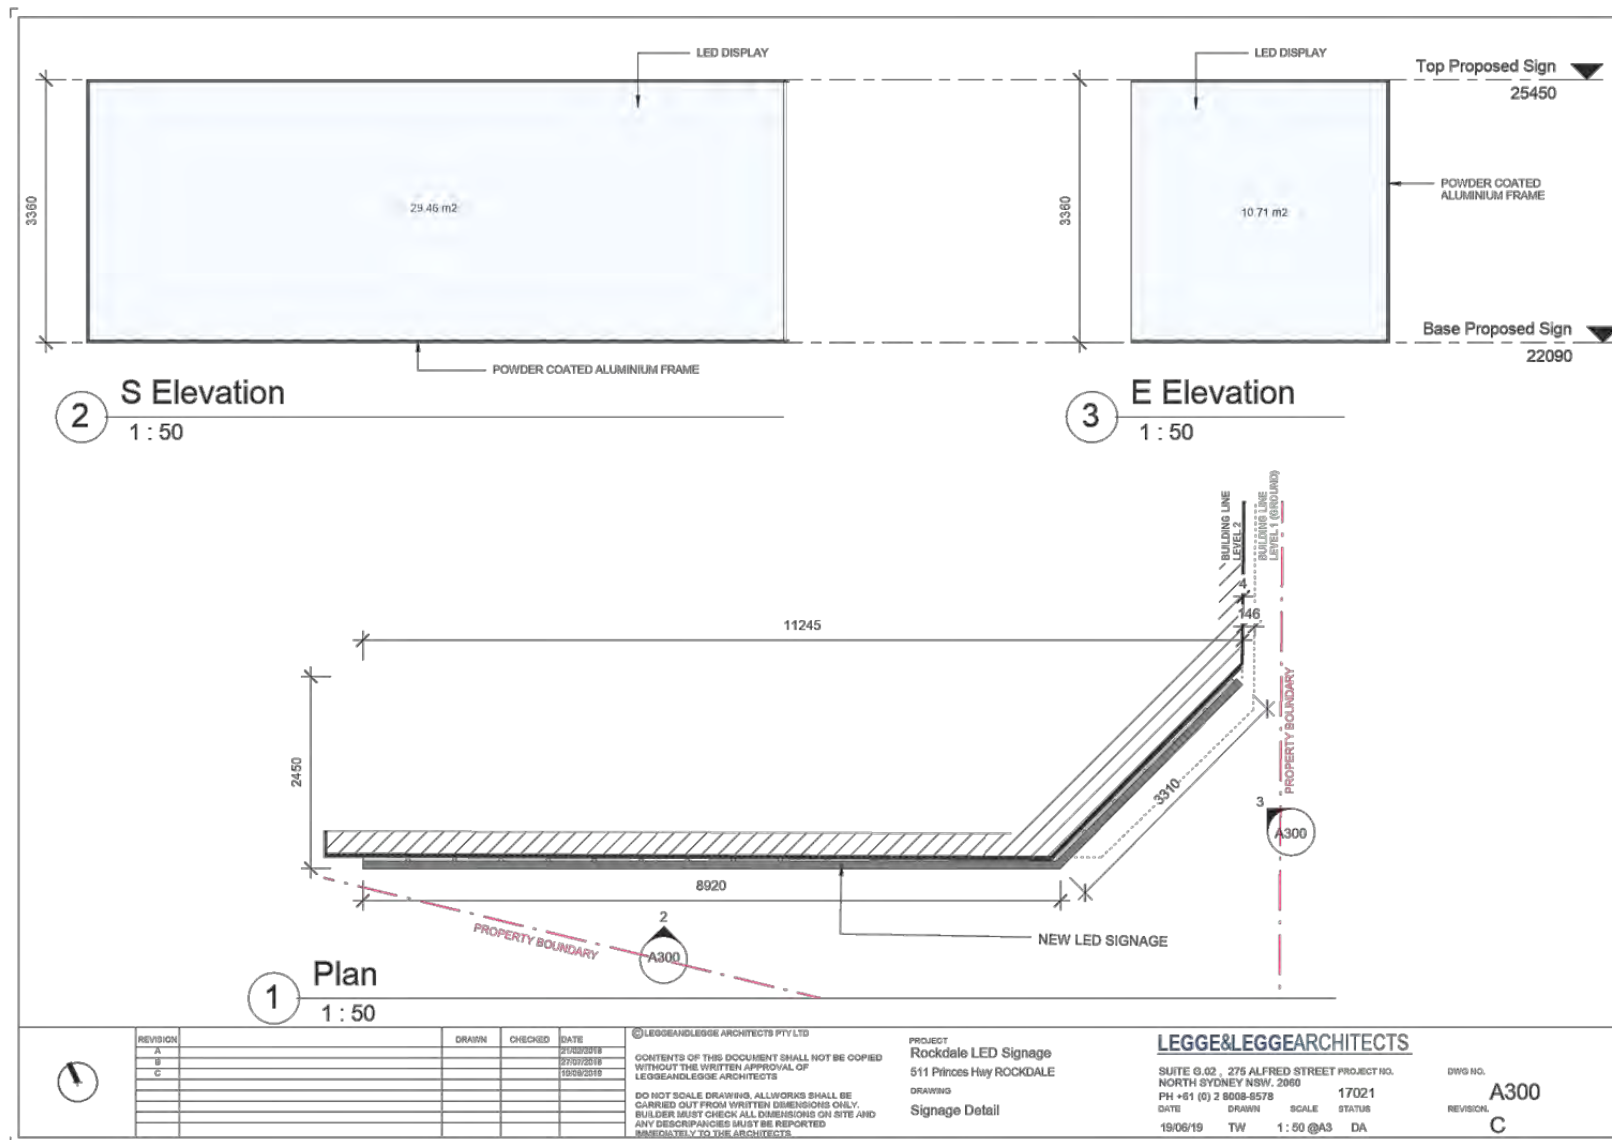 LED DISPLAY
LED DISPLAY
Top Proposed Sign
25450
3360
29.46 m2
3360
10.71 m2
POWDER COATED
ALUMINIUM FRAME
Base Proposed Sign
22090
POWDER COATED ALUMINIUM FRAME
2
S Elevation
1 : 50
3
E Elevation
1 : 50
BUILDING LINE
LEVEL 2
BUILDING LINE
LEVEL 1 (GROUND)
4
146
11245
2450
3310
PROPERTY BOUNDARY
3
A300
8920
PROPERTY BOUNDARY
2
A300
NEW LED SIGNAGE
1
Plan
1 : 50
REVISION DRAWN CHECKED DATE
A 21/02/2018
B 27/07/2018
C
©LEGGEANDLEGGE ARCHITECTS PTY LTD
CONTENTS OF THIS DOCUMENT SHALL NOT BE COPIED
WITHOUT THE WRITTEN APPROVAL OF
LEGGEANDLEGGE ARCHITECTS
DO NOT SCALE DRAWING, ALLWORKS SHALL BE
CARRIED OUT FROM WRITTEN DIMENSIONS ONLY.
BUILDER MUST CHECK ALL DIMENSIONS ON SITE AND
ANY DESCRIPANCIES MUST BE REPORTED
IMMEDIATELY TO THE ARCHITECTS
PROJECT
Rockdale LED Signage
511 Princes Hwy ROCKDALE
DRAWING
Signage Detail
LEGGE&LEGGEARCHITECTS
SUITE G.02 , 275 ALFRED STREET
NORTH SYDNEY NSW. 2060
PH +61 (0) 2 8008-5578
PROJECT NO.
17021
DATE DRAWN SCALE STATUS
19/06/19 TW 1 : 50 @A3 DA
DWG NO.
A300
REVISION.
C